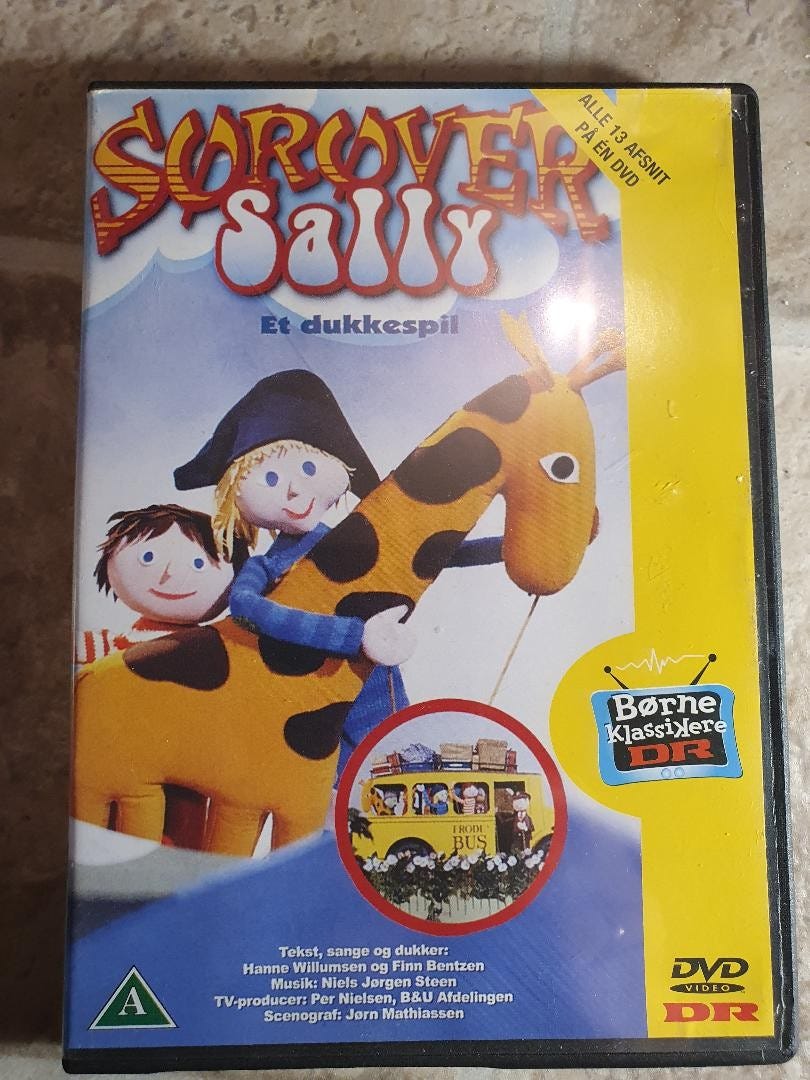 SØRØVER
Sally
Et dukkespil
ALLE 13 AFSNIT
PÅ ÉN DVD
Børne
Klassikere
DR
BUS
Tekst, sange og dukker:
Hanne Willumsen og Finn Bentzen
Musik: Niels Jørgen Steen
TV-producer: Per Nielsen, B&U Afdelingen
Scenograf: Jørn Mathiassen
A
DVD
VIDEO
DR